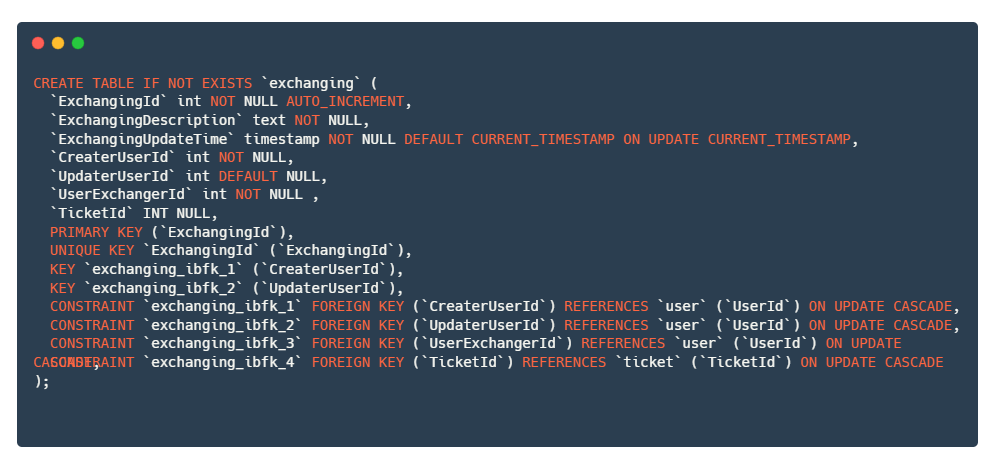 CREATE TABLE IF NOT EXISTS `exchanging` (
`ExchangingId` int NOT NULL AUTO_INCREMENT,
`ExchangingDescription` text NOT NULL,
`ExchangingUpdateTime` timestamp NOT NULL DEFAULT CURRENT_TIMESTAMP ON UPDATE CURRENT_TIMESTAMP,
`CreaterUserId` int NOT NULL,
`UpdaterUserId` int DEFAULT NULL,
`UserExchangerId` int NOT NULL ,
`TicketId` INT NULL,
PRIMARY KEY (`ExchangingId`),
UNIQUE KEY `ExchangingId` (`ExchangingId`),
KEY `exchanging_ibfk_1` (`CreaterUserId`),
KEY `exchanging_ibfk_2` (`UpdaterUserId`),
CONSTRAINT `exchanging_ibfk_1` FOREIGN KEY (`CreaterUserId`) REFERENCES `user` (`UserId`) ON UPDATE CASCADE,
CONSTRAINT `exchanging_ibfk_2` FOREIGN KEY (`UpdaterUserId`) REFERENCES `user` (`UserId`) ON UPDATE CASCADE,
CONSTRAINT `exchanging_ibfk_3` FOREIGN KEY (`UserExchangerId`) REFERENCES `user` (`UserId`) ON UPDATE
CASCADE,
CONSTRAINT `exchanging_ibfk_4` FOREIGN KEY (`TicketId`) REFERENCES `ticket` (`TicketId`) ON UPDATE CASCADE
);